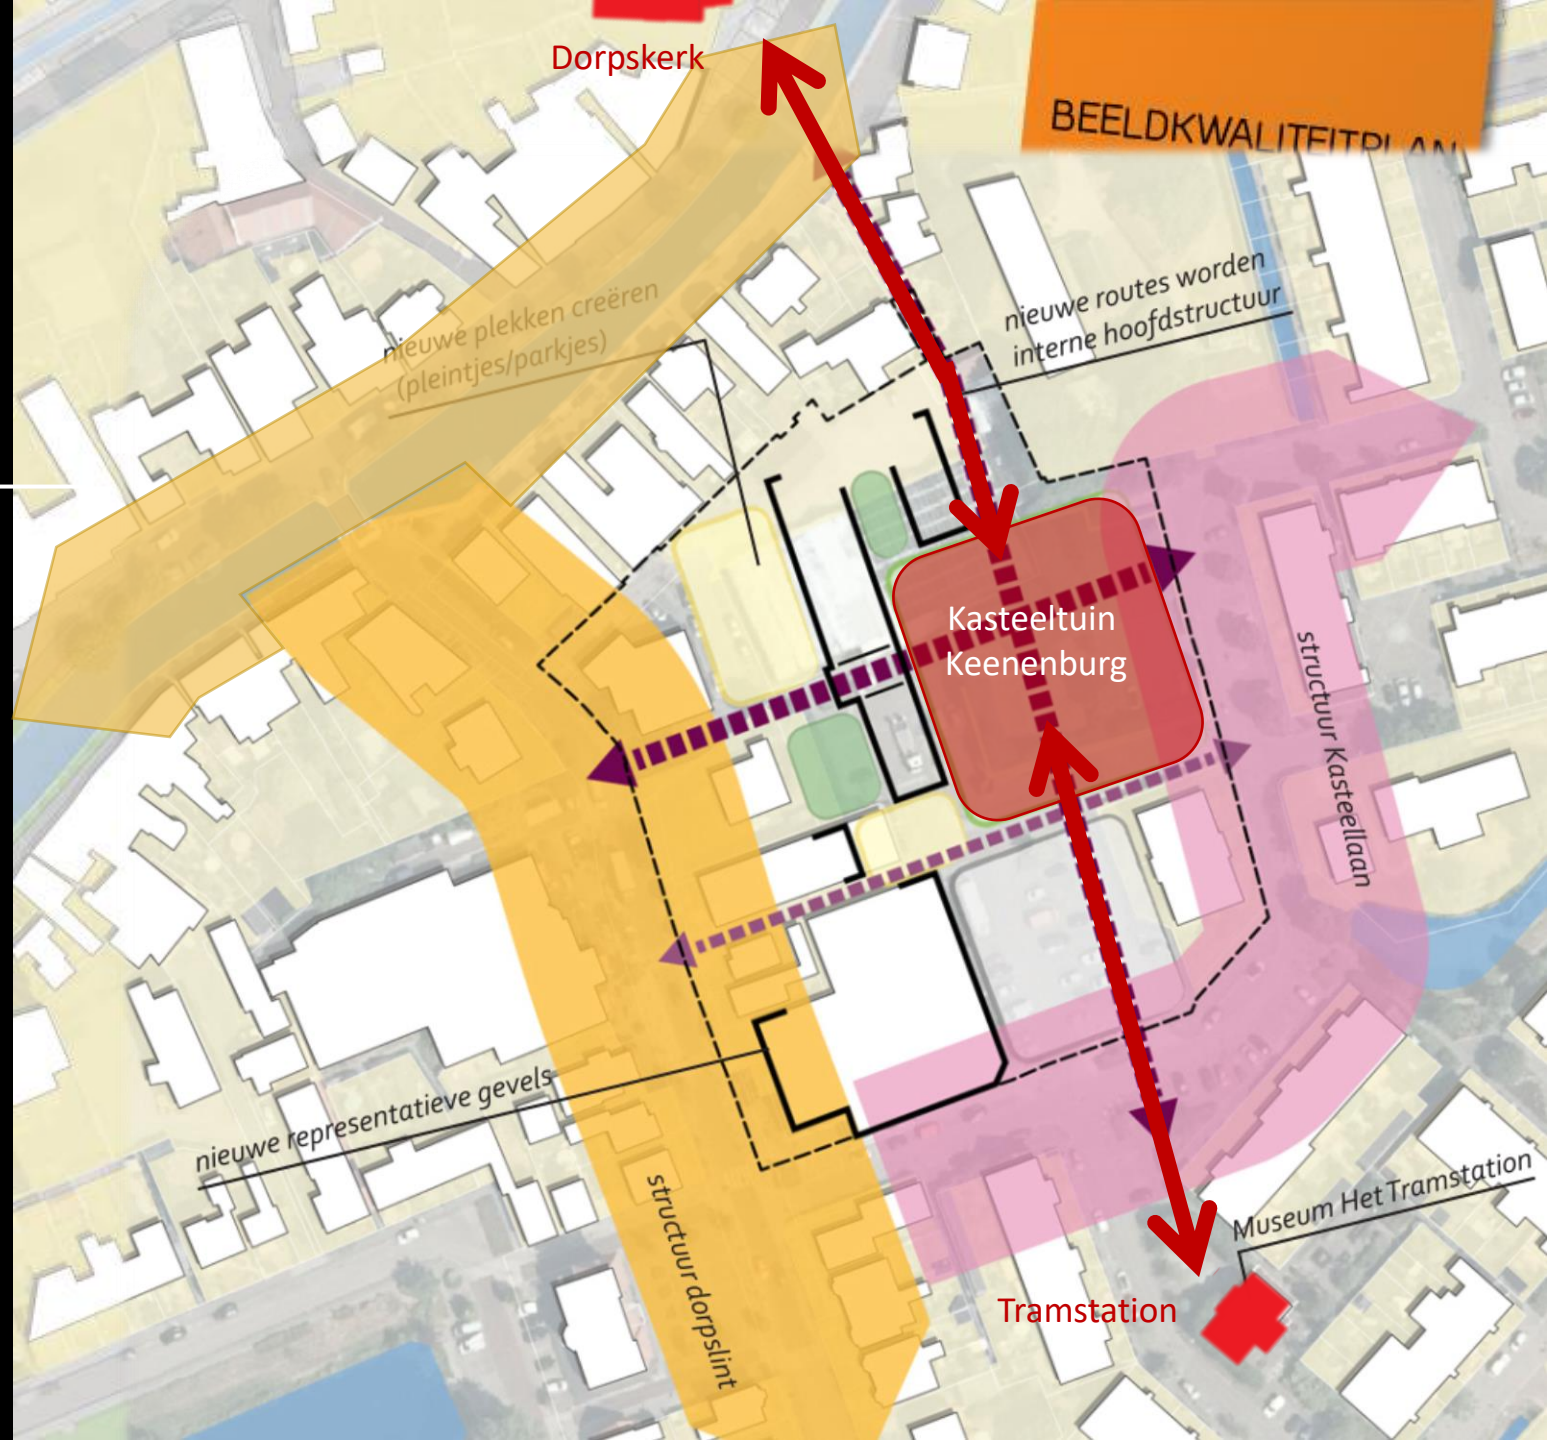 Dorpskerk
BEELDKWALITEITPLAN
nieuwe plekken creëren
(pleintjes/parkjes)
nieuwe routes worden
interne hoofdstructuur
Kasteeltuin
Keenenburg
structuur Kasteellaan
nieuwe representatieve gevels
structuur dorpslint
Museum Het Tramstation
Tramstation